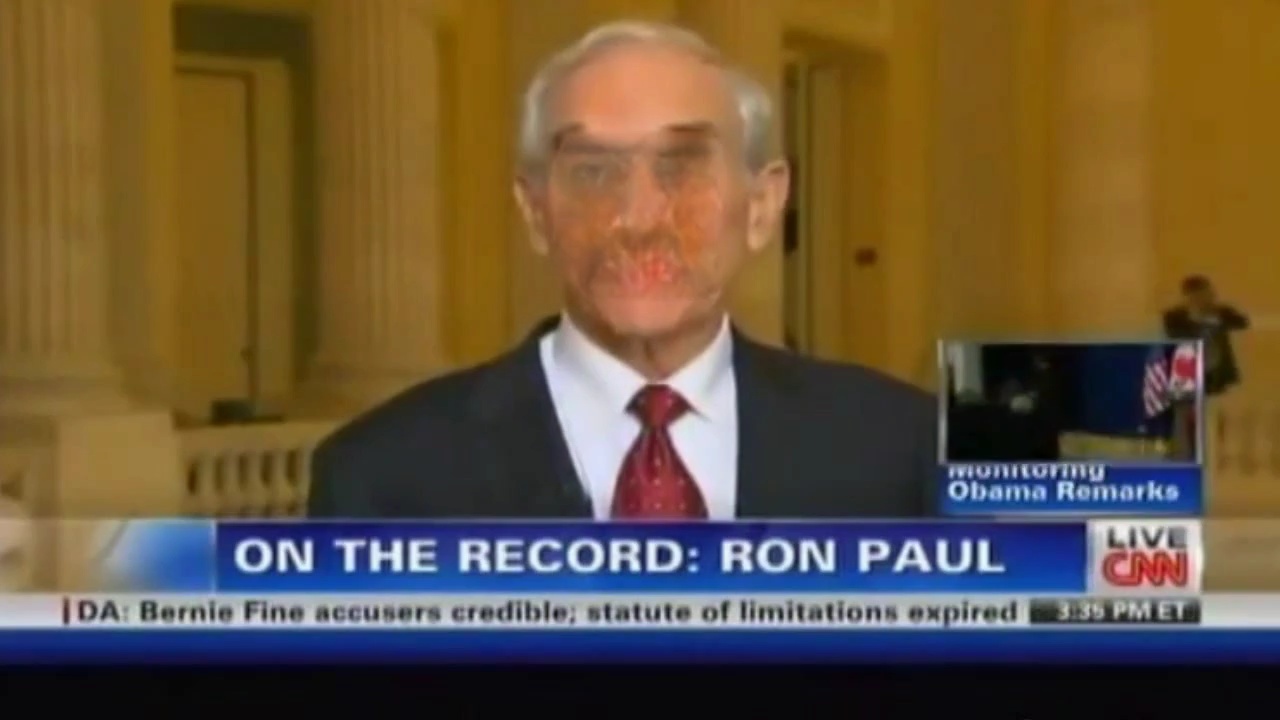 Monitoring
Obama Remarks
ON THE RECORD: RON PAUL
LIVE
CNN
DA: Bernie Fine accusers credible; statute of limitations expired
3:35 PM ET